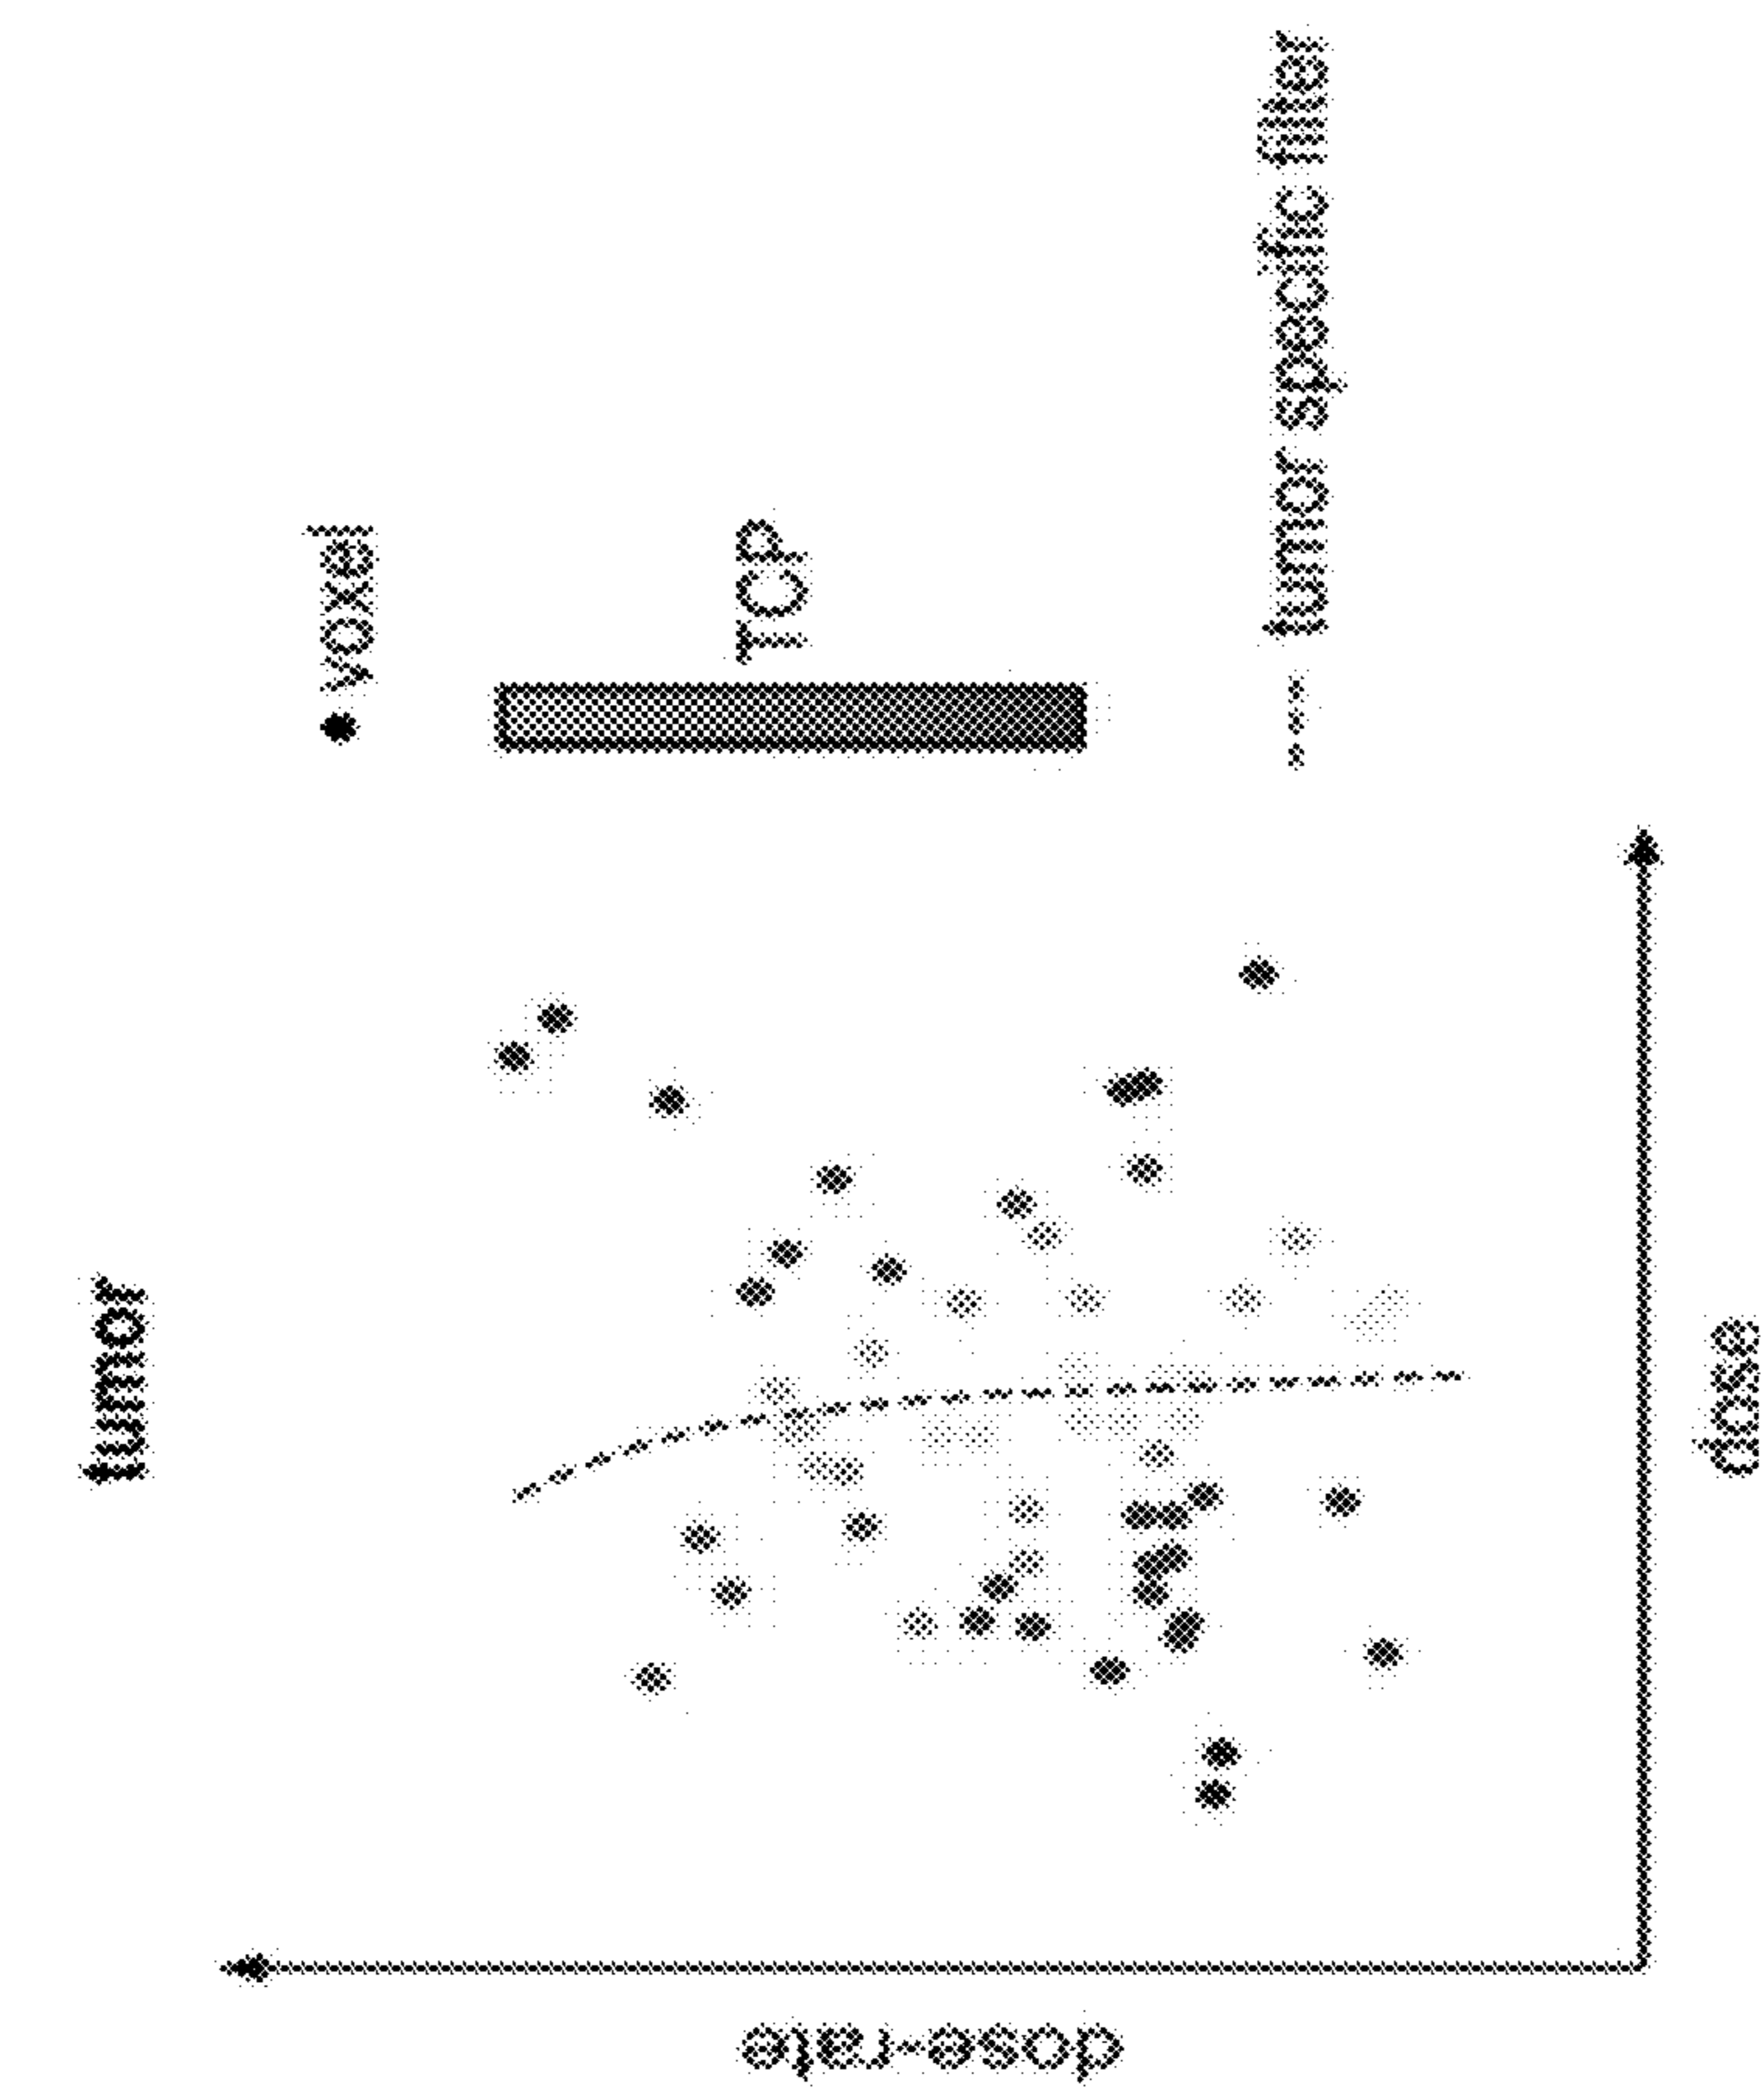 tumor
dose-rate
dose
voxel
TCP
tumor specific filter